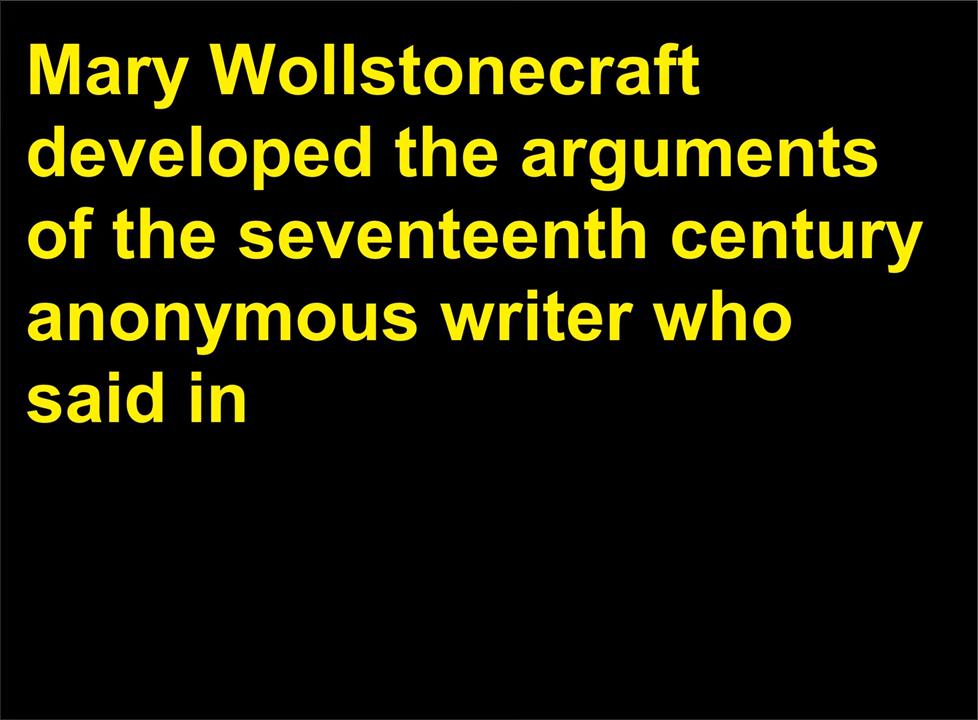 Mary Wollstonecraft
developed the arguments
of the seventeenth century
anonymous writer who
said in